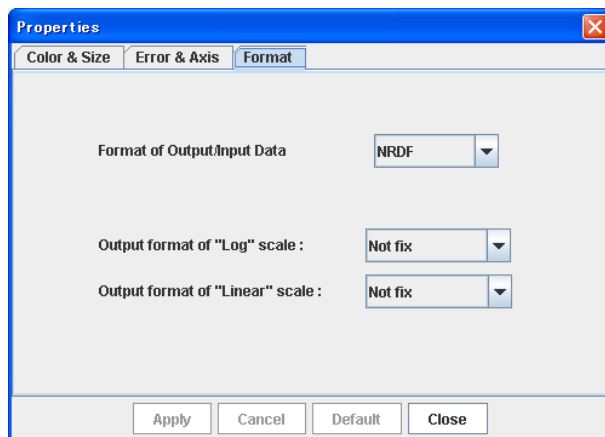 Properties
Color & Size Error & Axis Format
Format of Output/Input Data NRDF
Output format of "Log" scale : Not fix
Output format of "Linear" scale : Not fix
Apply Cancel Default Close